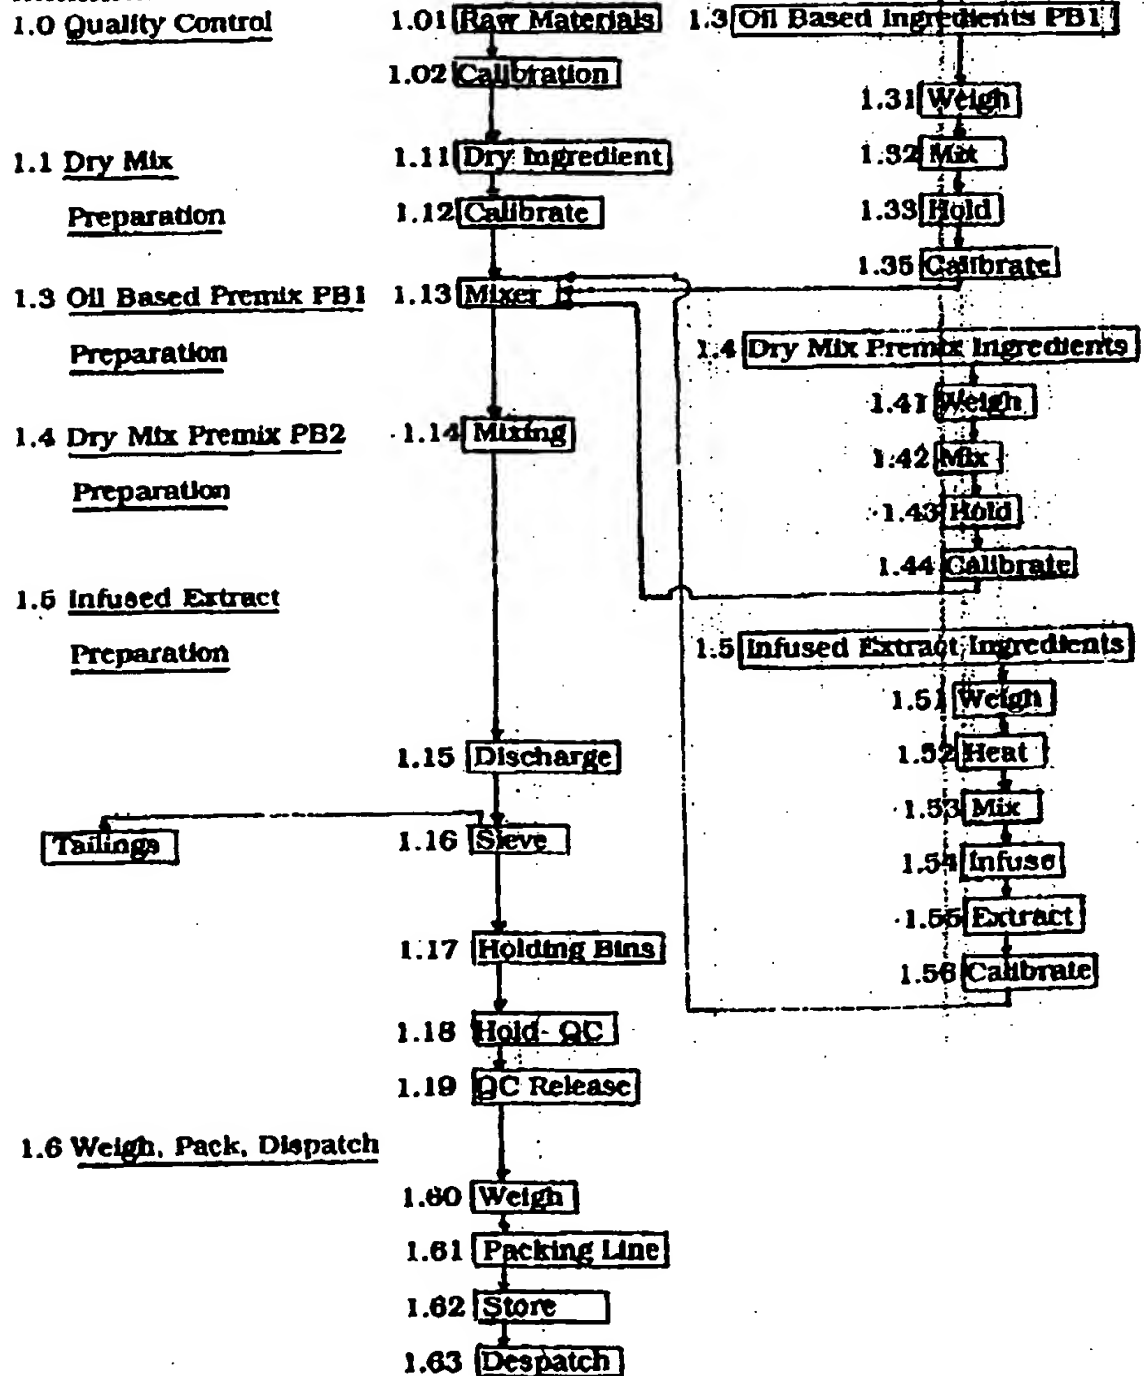 1.0 Quality Control
1.01 Raw Materials
1.3 Oil Based Ingredients PB1
1.02 Calibration
1.31 Weigh
1.1 Dry Mix
Preparation
1.11 Dry Ingredient
1.32 Mix
1.12 Calibrate
1.33 Hold
1.35 Calibrate
1.3 Oil Based Premix PB1
Preparation
1.13 Mixer
1.4 Dry Mix Premix Ingredients
1.41 Weigh
1.4 Dry Mix Premix PB2
Preparation
1.14 Mixing
1.42 Mix
1.43 Hold
1.44 Calibrate
1.5 Infused Extract
Preparation
1.5 Infused Extract Ingredients
1.51 Weigh
1.15 Discharge
1.52 Heat
1.53 Mix
Tailings
1.16 Sieve
1.54 Infuse
1.55 Extract
1.17 Holding Bins
1.56 Calibrate
1.18 Hold- QC
1.19 QC Release
1.6 Weigh, Pack, Dispatch
1.60 Weigh
1.61 Packing Line
1.62 Store
1.63 Despatch